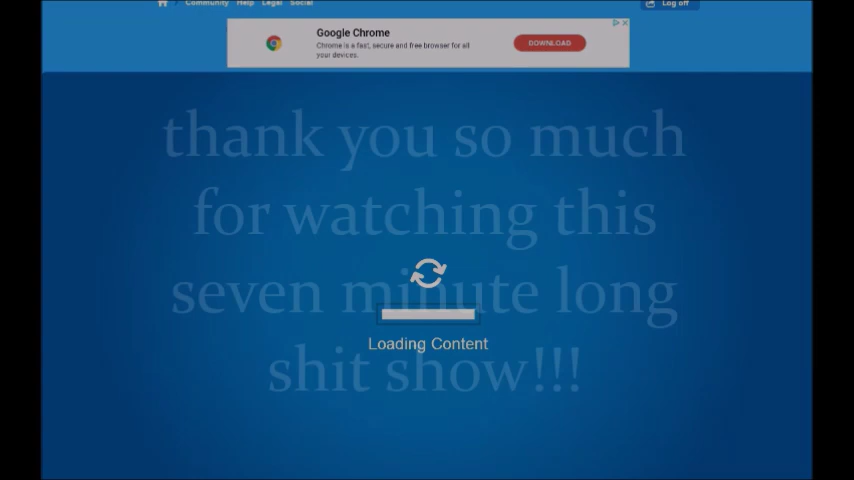 Community Help Legal Social
Log off
Google Chrome
Chrome is a fast, secure and free browser for all
your devices.
DOWNLOAD
thank you so much
for watching this
seven minute long
Loading Content
shit show!!!